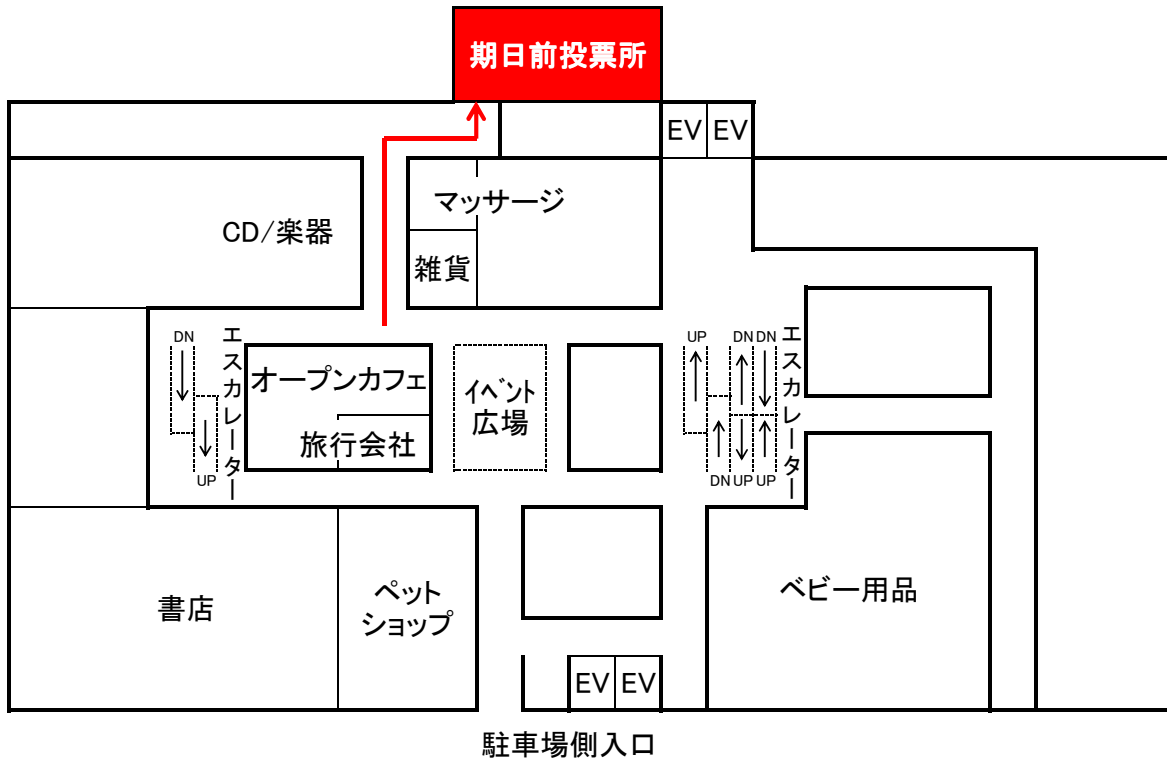 期日前投票所
EV EV
マッサージ
CD/楽器
雑貨
DN
エスカレーター
UP
オープンカフェ
旅行会社
イベント
広場
UP DN DN
エスカレーター
DN UP UP
書店
ペット
ショップ
ベビー用品
EV EV
駐車場側入口